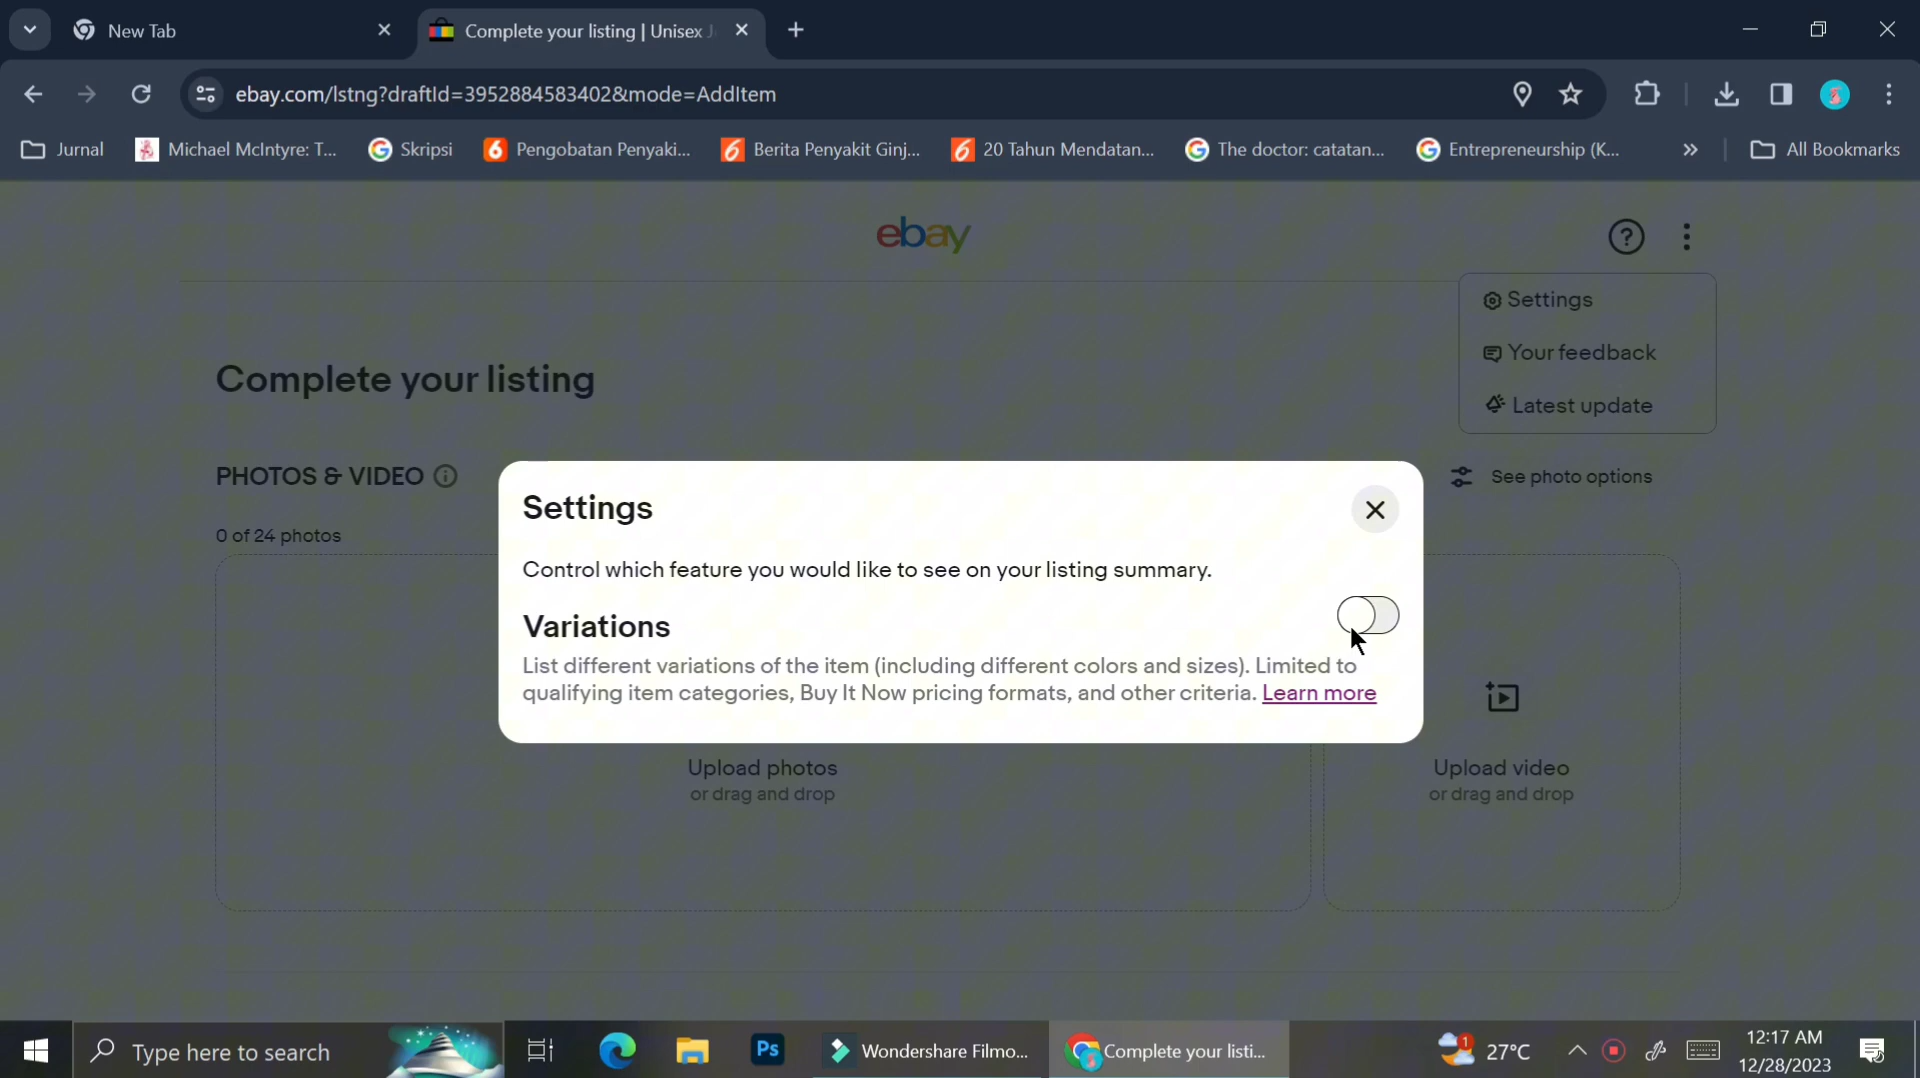 New Tab
Complete your listing | Unisex J
ebay.com/lstng?draftId=3952884583402&mode=AddItem
Jurnal
Michael McIntyre: T...
Skripsi
Pengobatan Penyaki...
Berita Penyakit Ginj...
20 Tahun Mendatan...
The doctor: catatan...
Entrepreneurship (K...
»
All Bookmarks
ebay
Settings
Your feedback
Latest update
Complete your listing
PHOTOS & VIDEO
See photo options
0 of 24 photos
Settings
Control which feature you would like to see on your listing summary.
Variations
List different variations of the item (including different colors and sizes). Limited to
qualifying item categories, Buy It Now pricing formats, and other criteria. Learn more
Upload photos
or drag and drop
Upload video
or drag and drop
Type here to search
Ps
Wondershare Filmo...
Complete your listi...
1
27°C
12:17 AM
12/28/2023